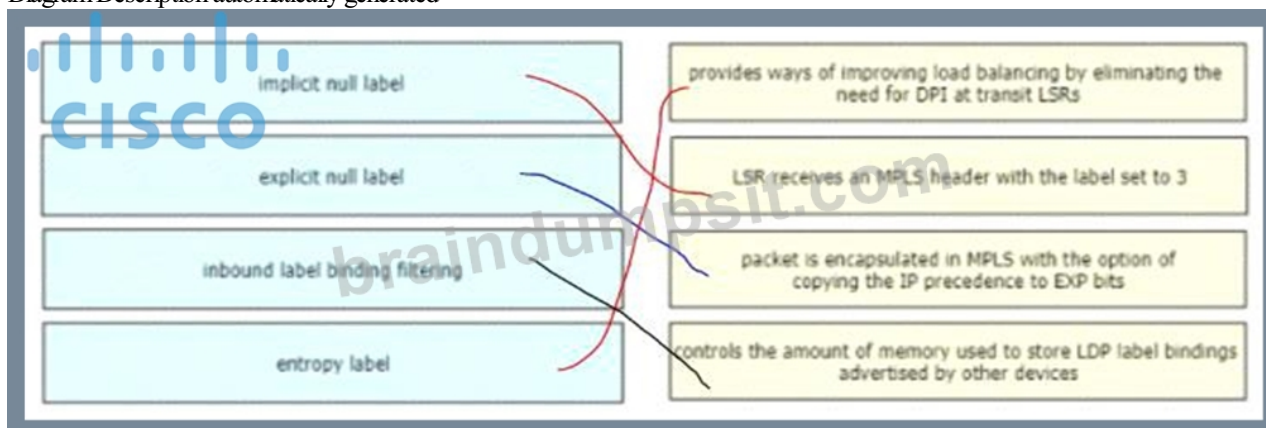 Diagram Description automatically generated
CISCO
implicit null label
explicit null label
inbound label binding filtering
entropy label
provides ways of improving load balancing by eliminating the
need for DPI at transit LSRs
LSR receives an MPLS header with the label set to 3
packet is encapsulated in MPLS with the option of
copying the IP precedence to EXP bits
controls the amount of memory used to store LDP label bindings
advertised by other devices
braindumpsit.com